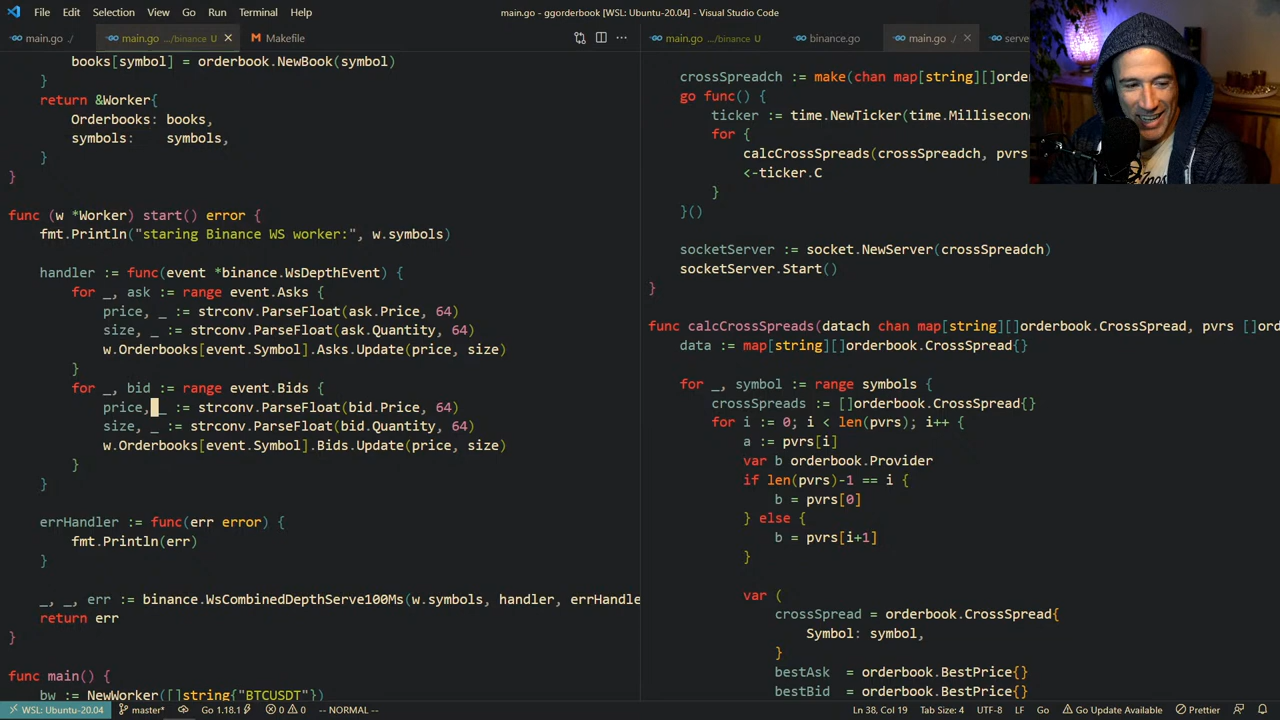 File Edit Selection View Go Run Terminal Help
main.go - ggorderbook [WSL: Ubuntu-20.04] - Visual Studio Code
main.go ./
main.go .../binance U
Makefile
books[symbol] = orderbook.NewBook(symbol)
}
return &Worker{
Orderbooks: books,
symbols: symbols,
}
}
func (w *Worker) start() error {
fmt.Println("staring Binance WS worker:", w.symbols)
handler := func(event *binance.WsDepthEvent) {
for _, ask := range event.Asks {
price, _ := strconv.ParseFloat(ask.Price, 64)
size, _ := strconv.ParseFloat(ask.Quantity, 64)
w.Orderbooks[event.Symbol].Asks.Update(price, size)
}
for _, bid := range event.Bids {
price, _ := strconv.ParseFloat(bid.Price, 64)
size, _ := strconv.ParseFloat(bid.Quantity, 64)
w.Orderbooks[event.Symbol].Bids.Update(price, size)
}
}
errHandler := func(err error) {
fmt.Println(err)
}
_, _, err := binance.WsCombinedDepthServe100Ms(w.symbols, handler, errHandle
return err
}
func main() {
bw := NewWorker([]string{"BTCUSDT"})
main.go .../binance U
binance.go
main.go ./
serve
crossSpreadch := make(chan map[string][]orde
go func() {
ticker := time.NewTicker(time.Millisecon
for {
calcCrossSpreads(crossSpreadch, pvrs
<-ticker.C
}
}()
socketServer := socket.NewServer(crossSpreadch)
socketServer.Start()
}
func calcCrossSpreads(datach chan map[string][]orderbook.CrossSpread, pvrs []ord
data := map[string][]orderbook.CrossSpread{}
for _, symbol := range symbols {
crossSpreads := []orderbook.CrossSpread{}
for i := 0; i < len(pvrs); i++ {
a := pvrs[i]
var b orderbook.Provider
if len(pvrs)-1 == i {
b = pvrs[0]
} else {
b = pvrs[i+1]
}
var (
crossSpread = orderbook.CrossSpread{
Symbol: symbol,
}
bestAsk = orderbook.BestPrice{}
bestBid = orderbook.BestPrice{}
WSL: Ubuntu-20.04 master* Go 1.18.1 0 0 -- NORMAL -- Ln 38, Col 19 Tab Size: 4 UTF-8 LF Go Go Update Available Prettier